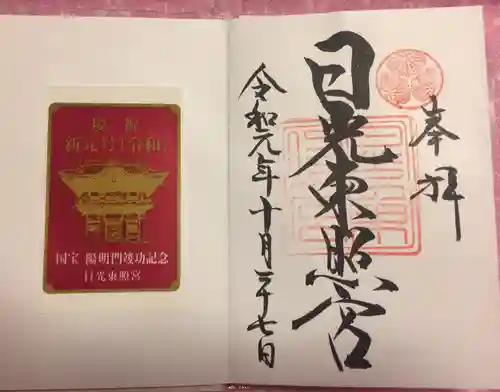 奉拝
日光東照宮
令和元年十月二十七日
慶祝
新元号「令和」
国宝 陽明門竣功記念
日光東照宮